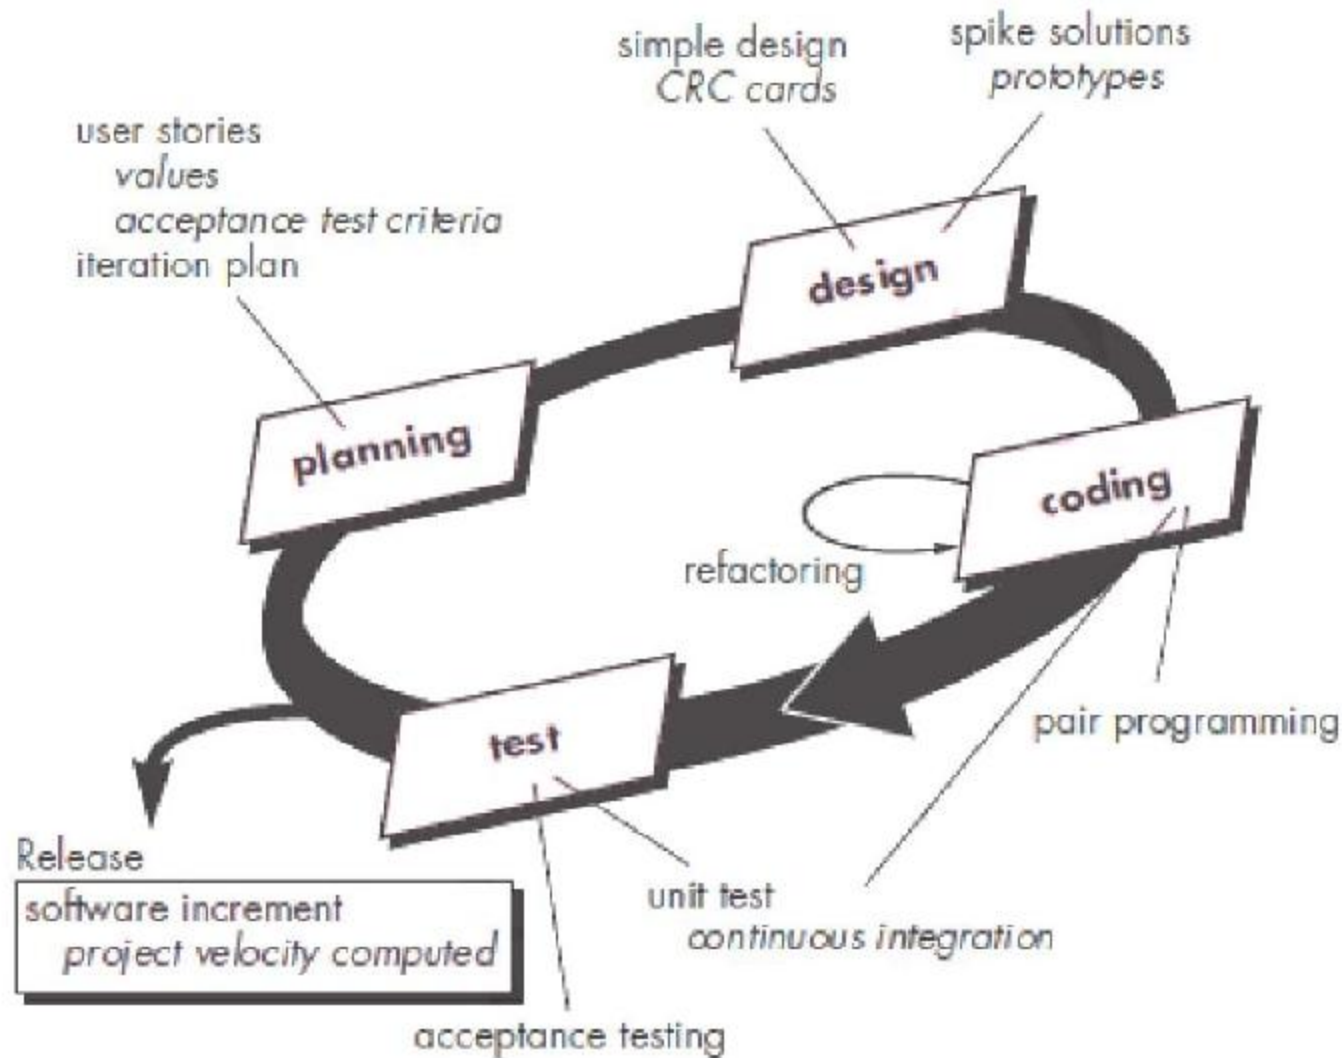 simple design
CRC cards
spike solutions
prototypes
user stories
values
acceptance test criteria
iteration plan
design
planning
coding
refactoring
test
pair programming
Release
software increment
project velocity computed
unit test
continuous integration
acceptance testing